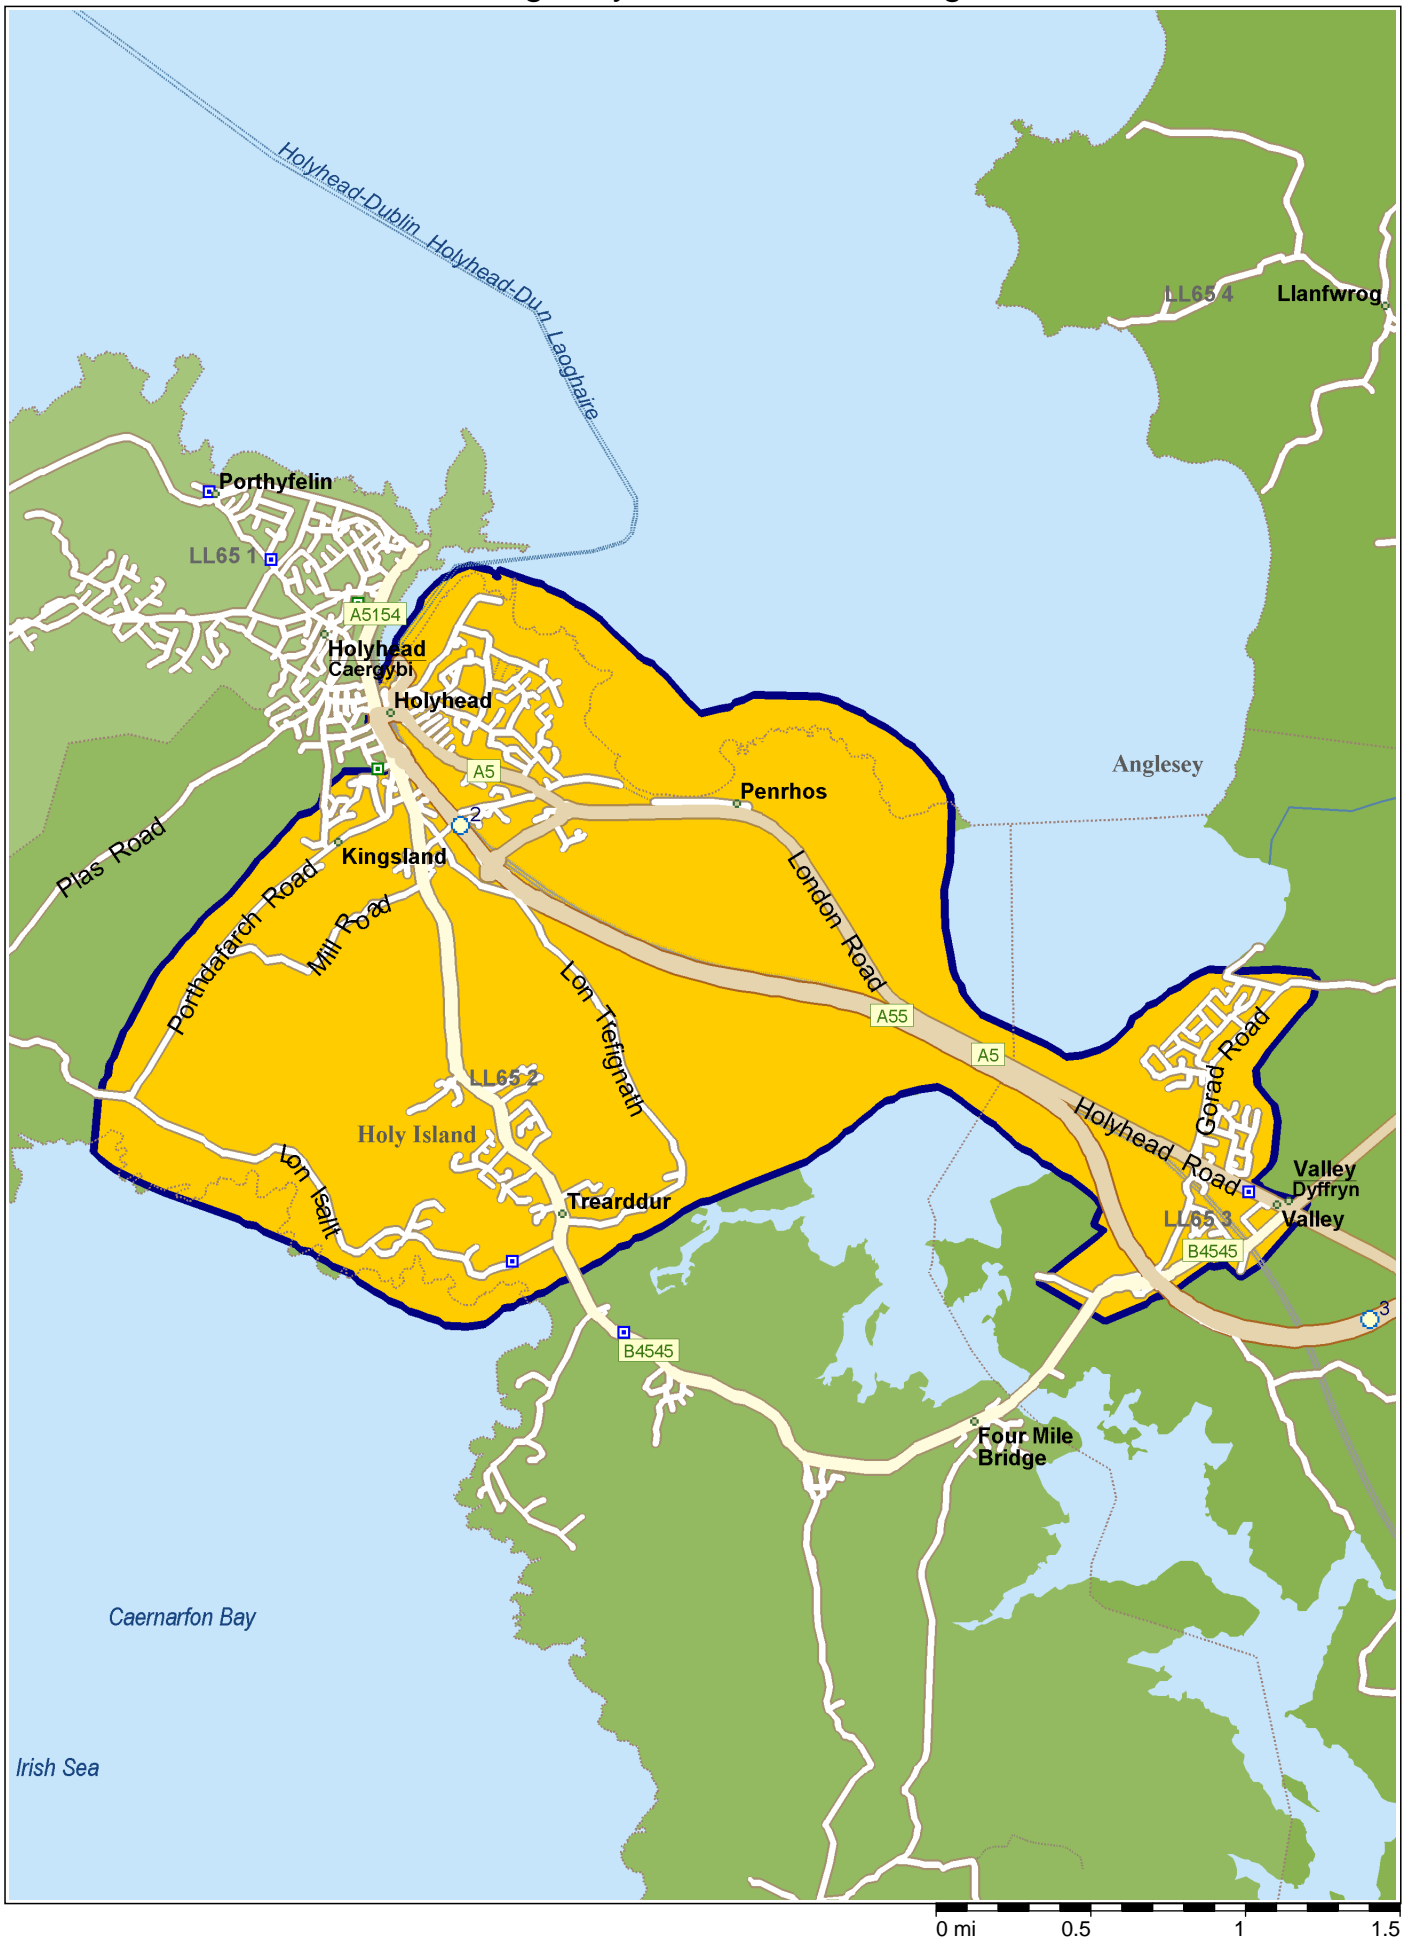 Holyhead-Dublin Holyhead-Dun Laoghaire
LL65 4
Llanfwrog
Porthyfelin
LL65 1
A5154
Holyhead
Caergybi
Holyhead
Anglesey
A5
Penrhos
2
Kingsland
Plas Road
Porthdafarch Road
Mill Road
London Road
Lon Trefignath
A55
A5
Gorad Road
LL65 2
Holy Island
Holyhead Road
Lon Isallt
Valley
Dyffryn
Trearddur
LL65 3
Valley
B4545
3
B4545
Four Mile
Bridge
Caernarfon Bay
Irish Sea
0 mi 0.5 1 1.5